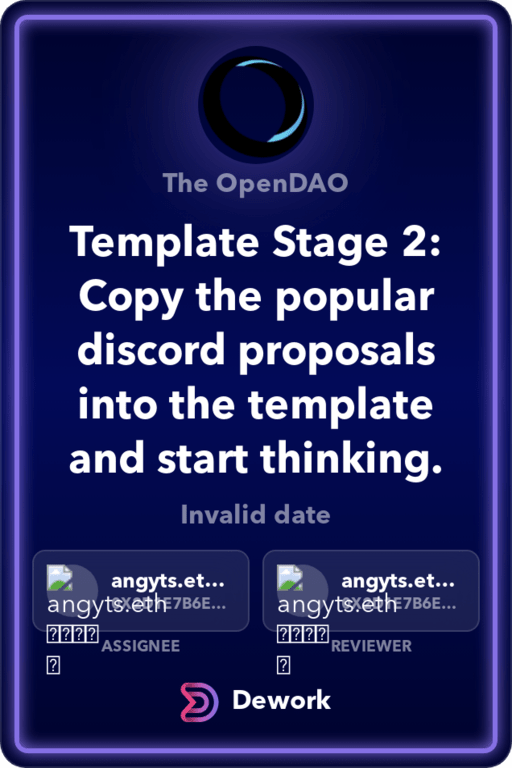 The OpenDAO
Template Stage 2:
Copy the popular
discord proposals
into the template
and start thinking.
Invalid date
angyts.et...
angyts.eth
ASSIGNEE
angyts.et...
angyts.eth
REVIEWER
Dework